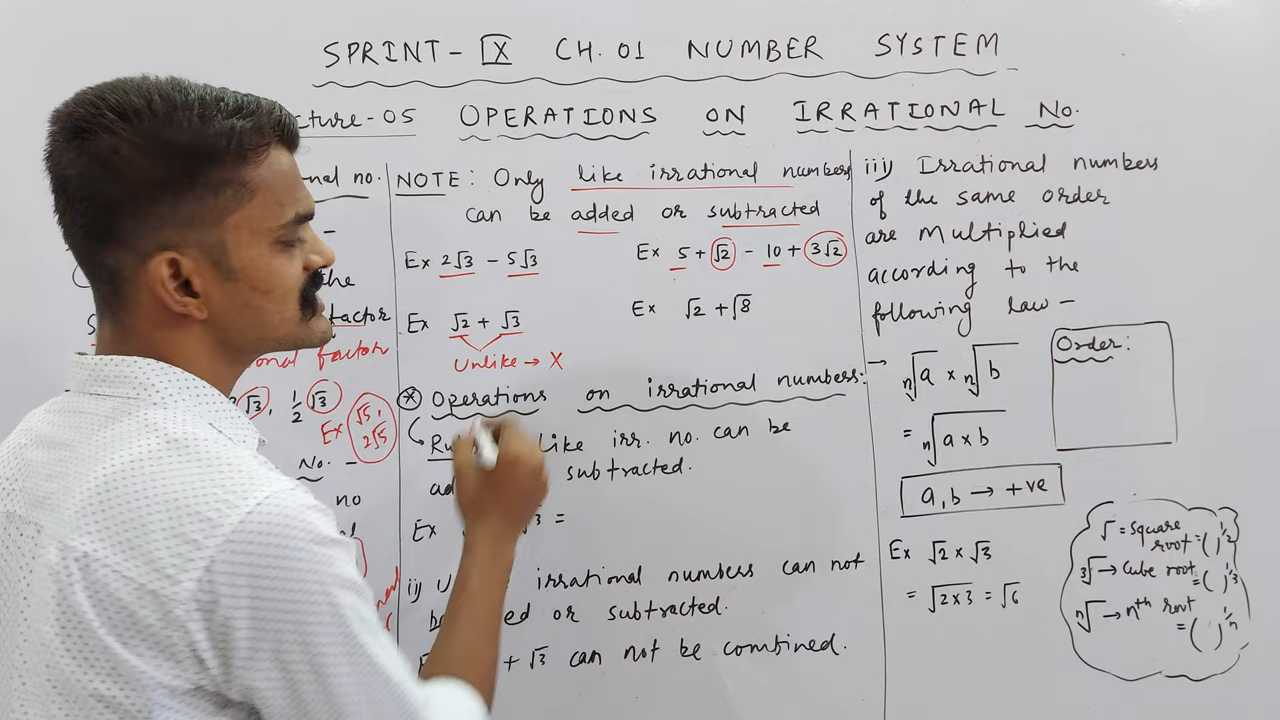 SPRINT- IX CH. 01 NUMBER SYSTEM
cture-05 OPERATIONS ON IRRATIONAL No.
nal no.
the
factor
onal factor
√3, 1/2 √3
Ex √5, 2√5
No. -
no
NOTE: Only like irrational numbers
can be added or subtracted
Ex 2√3 - 5√3
Ex 5 + √2 - 10 + 3√2
Ex √2 + √3
Ex √2 + √8
Unlike → X
Operations on irrational numbers:
like irr. no. can be
subtracted.
Ex √3 =
ii) irrational numbers can not
or subtracted.
+ √3 can not be combined.
iii) Irrational numbers
of the same order
are Multiplied
according to the
following law -
→ ⁿ√a × ⁿ√b
= ⁿ√a × b
a, b → +ve
Ex √2 × √3
= √2×3 = √6
Order:
√ = Square
root = ( )^1/2
3√ → Cube root
= ( )^1/3
ⁿ√ → nth root
= ( )^1/n